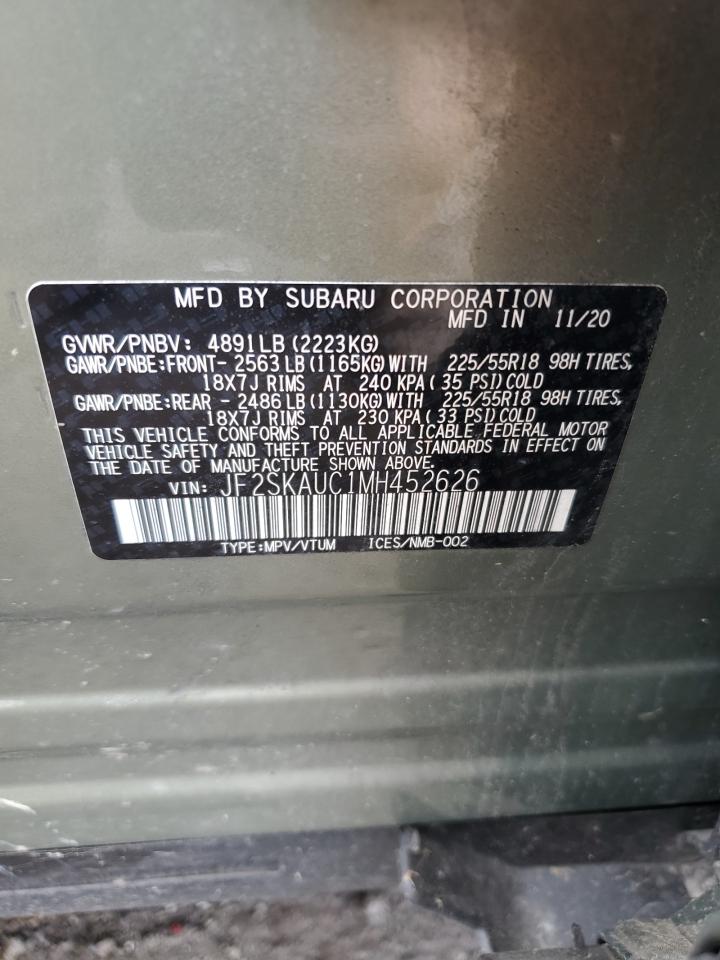 MFD BY SUBARU CORPORATION
MFD IN 11/20
GVWR/PNBV: 4891LB(2223KG)
GAWR/PNBE:FRONT- 2563LB(1165KG)WITH 225/55R18 98H TIRES,
18X7J RIMS AT 240 KPA(35 PSI)COLD
GAWR/PNBE:REAR - 2486LB(1130KG)WITH 225/55R18 98H TIRES,
18X7J RIMS AT 230 KPA(33 PSI)COLD
THIS VEHICLE CONFORMS TO ALL APPLICABLE FEDERAL MOTOR
VEHICLE SAFETY AND THEFT PREVENTION STANDARDS IN EFFECT ON
THE DATE OF MANUFACTURE SHOWN ABOVE.
VIN: JF2SKAUC1MH452626
TYPE:MPV/VTUM ICES/NMB-002